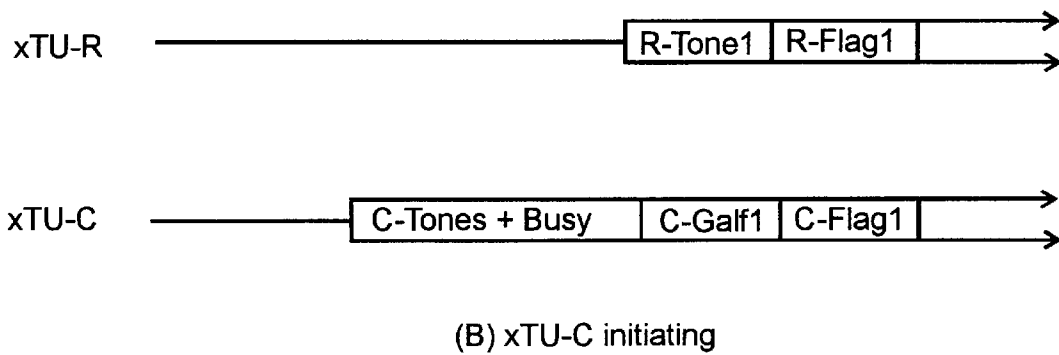 xTU-R R-Tone1 R-Flag1
xTU-C C-Tones + Busy C-Galf1 C-Flag1
(B) xTU-C initiating